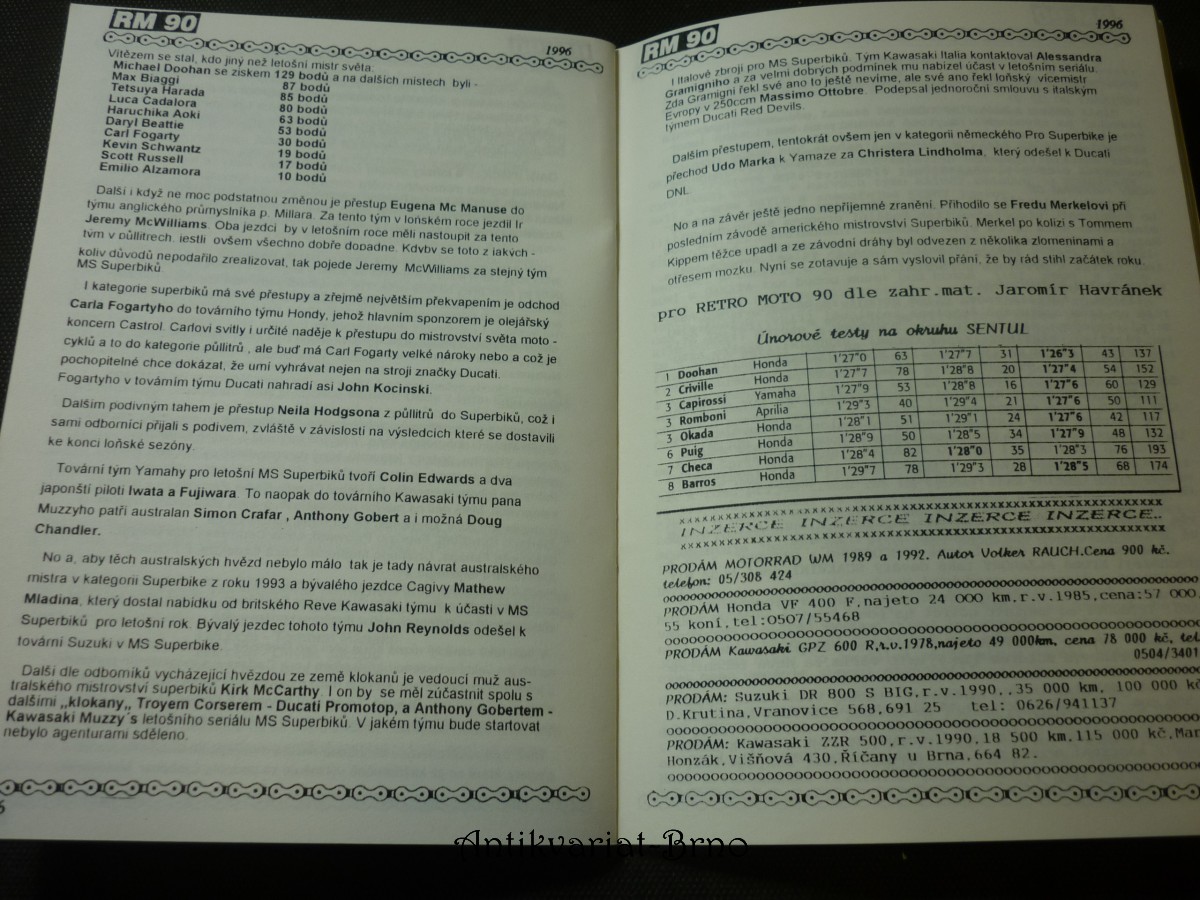 RM 90
1996
Vítězem se stal, kdo jiný než letošní mistr světa:
Michael Doohan se ziskem 129 bodů a na dalších místech byli -
Max Biaggi 87 bodů
Tetsuya Harada 85 bodů
Luca Cadalora 80 bodů
Haruchika Aoki 63 bodů
Daryl Beattie 53 bodů
Carl Fogarty 30 bodů
Kevin Schwantz 19 bodů
Scott Russell 17 bodů
Emilio Alzamora 10 bodů
Další i když ne moc podstatnou změnou je přestup Eugena Mc Manuse do
týmu anglického průmyslníka p. Millara. Za tento tým v loňském roce jezdil Ir
Jeremy McWilliams. Oba jezdci by v letošním roce měli nastoupit za tento
tým v půllitrech, jestli ovšem všechno dobře dopadne. Kdyby se toto z jakých -
koliv důvodů nepodařilo zrealizovat, tak pojede Jeremy McWilliams za stejný tým
MS Superbiků.
I kategorie superbiků má své přestupy a zřejmě největším překvapením je odchod
Carla Fogartyho do továrního týmu Hondy, jehož hlavním sponzorem je olejářský
koncern Castrol. Carlovi svitly i určité naděje k přestupu do mistrovství světa moto -
cyklů a to do kategorie půllitrů , ale buď má Carl Fogarty velké nároky nebo a což je
pochopitelné chce dokázat, že umí vyhrávat nejen na stroji značky Ducati.
Fogartyho v továrním týmu Ducati nahradí asi John Kocinski.
Dalším podivným tahem je přestup Neila Hodgsona z půllitrů do Superbiků, což i
sami odborníci přijali s podivem, zvláště v závislosti na výsledcích které se dostavili
ke konci loňské sezóny.
Tovární tým Yamahy pro letošní MS Superbiků tvoří Colin Edwards a dva
japonští piloti Iwata a Fujiwara. To naopak do továrního Kawasaki týmu pana
Muzzyho patří australan Simon Crafar , Anthony Gobert a i možná Doug
Chandler.
No a, aby těch australských hvězd nebylo málo tak je tady návrat australského
mistra v kategorii Superbike z roku 1993 a bývalého jezdce Cagivy Mathew
Mladina, který dostal nabídku od britského Reve Kawasaki týmu k účasti v MS
Superbiků pro letošní rok. Bývalý jezdec tohoto týmu John Reynolds odešel k
tovární Suzuki v MS Superbike.
Další dle odborníků vycházející hvězdou ze země klokanů je vedoucí muž aus-
tralského mistrovství superbiků Kirk McCarthy. I on by se měl zúčastnit spolu s
dalšími „klokany„ Troyem Corserem - Ducati Promotop, a Anthony Gobertem -
Kawasaki Muzzy´s letošního seriálu MS Superbiků. V jakém týmu bude startovat
nebylo agenturami sděleno.
6
RM 90
1996
I Italové zbrojí pro MS Superbiků. Tým Kawasaki Italia kontaktoval Alessandra
Gramigniho a za velmi dobrých podmínek mu nabízel účast v letošním seriálu.
Zda Gramigni řekl své ano to ještě nevíme, ale své ano řekl loňský vícemistr
Evropy v 250ccm Massimo Ottobre. Podepsal jednoroční smlouvu s italským
týmem Ducati Red Devils.
Dalším přestupem, tentokrát ovšem jen v kategorii německého Pro Superbike je
přechod Udo Marka k Yamaze za Christera Lindholma, který odešel k Ducati
DNL.
No a na závěr ještě jedno nepříjemné zranění. Přihodilo se Fredu Merkelovi při
posledním závodě amerického mistrovství Superbiků. Merkel po kolizi s Tommem
Kippem těžce upadl a ze závodní dráhy byl odvezen z několika zlomeninami a
otřesem mozku. Nyní se zotavuje a sám vyslovil přání, že by rád stihl začátek roku.
pro RETRO MOTO 90 dle zahr.mat. Jaromír Havránek
Únorové testy na okruhu SENTUL
1 Doohan Honda 1'27"0 63 1'27"7 31 1'26"3 43 137
2 Criville Honda 1'27"7 78 1'28"8 20 1'27"4 54 152
3 Capirossi Yamaha 1'27"9 53 1'28"8 16 1'27"6 60 129
3 Romboni Aprilia 1'29"3 40 1'29"4 21 1'27"6 50 111
3 Okada Honda 1'28"1 51 1'29"1 24 1'27"6 42 117
6 Puig Honda 1'28"9 50 1'28"5 34 1'27"9 48 132
7 Checa Honda 1'28"4 82 1'28"0 35 1'28"3 76 193
8 Barros Honda 1'29"7 78 1'29"3 28 1'28"5 68 174
INZERCE INZERCE INZERCE INZERCE..
PRODÁM MOTORRAD WM 1989 a 1992. Autor Volker RAUCH.Cena 900 kč.
telefon: 05/308 424
PRODÁM Honda VF 400 F,najeto 24 000 km.r.v.1985,cena:57 000,
55 koní,tel:0507/55468
PRODÁM Kawasaki GPZ 600 R,r.v.1978,najeto 49 000km, cena 78 000 kč, tel
0504/3401
PRODÁM: Suzuki DR 800 S BIG,r.v.1990,.35 000 km, 100 000 kč
D.Krutina,Vranovice 568,691 25 tel: 0626/941137
PRODÁM: Kawasaki ZZR 500,r.v.1990,18 500 km,115 000 kč,Mar
Honzák,Višňová 430,Říčany u Brna,664 82.
Antikvariat-Brno